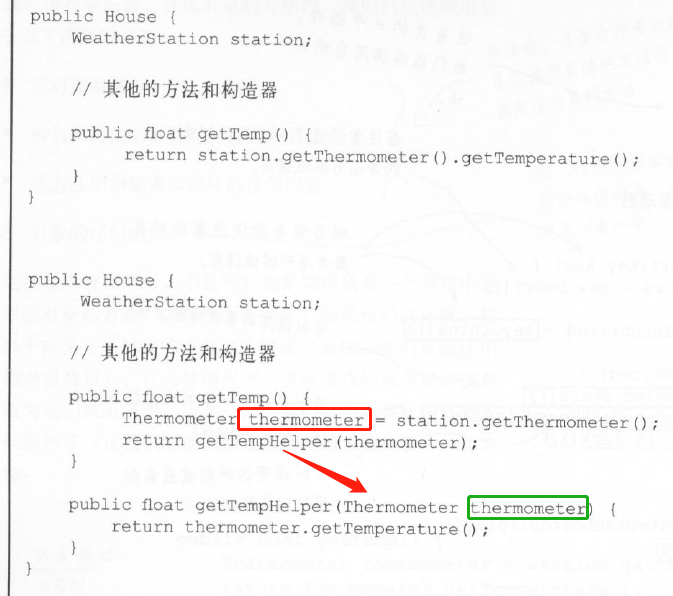 public House {
WeatherStation station;
// 其他的方法和构造器
public float getTemp() {
return station.getThermometer().getTemperature();
}
}
public House {
WeatherStation station;
// 其他的方法和构造器
public float getTemp() {
Thermometer thermometer = station.getThermometer();
return getTempHelper(thermometer);
}
public float getTempHelper(Thermometer thermometer) {
return thermometer.getTemperature();
}
}